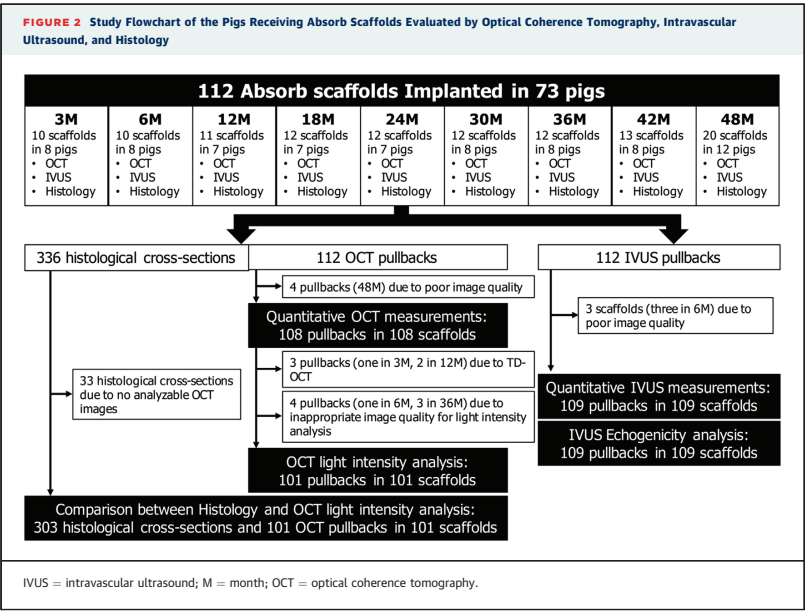 FIGURE 2 Study Flowchart of the Pigs Receiving Absorb Scaffolds Evaluated by Optical Coherence Tomography, Intravascular
Ultrasound, and Histology
112 Absorb scaffolds Implanted in 73 pigs
3M
10 scaffolds
in 8 pigs
• OCT
• IVUS
• Histology
6M
10 scaffolds
in 8 pigs
• OCT
• IVUS
• Histology
12M
11 scaffolds
in 7 pigs
• OCT
• IVUS
• Histology
18M
12 scaffolds
in 7 pigs
• OCT
• IVUS
• Histology
24M
12 scaffolds
in 7 pigs
• OCT
• IVUS
• Histology
30M
12 scaffolds
in 8 pigs
• OCT
• IVUS
• Histology
36M
12 scaffolds
in 8 pigs
• OCT
• IVUS
• Histology
42M
13 scaffolds
in 8 pigs
• OCT
• IVUS
• Histology
48M
20 scaffolds
in 12 pigs
• OCT
• IVUS
• Histology
336 histological cross-sections
112 OCT pullbacks
112 IVUS pullbacks
4 pullbacks (48M) due to poor image quality
3 scaffolds (three in 6M) due to
poor image quality
Quantitative OCT measurements:
108 pullbacks in 108 scaffolds
3 pullbacks (one in 3M, 2 in 12M) due to TD-
OCT
33 histological cross-sections
due to no analyzable OCT
images
4 pullbacks (one in 6M, 3 in 36M) due to
inappropriate image quality for light intensity
analysis
Quantitative IVUS measurements:
109 pullbacks in 109 scaffolds
IVUS Echogenicity analysis:
109 pullbacks in 109 scaffolds
OCT light intensity analysis:
101 pullbacks in 101 scaffolds
Comparison between Histology and OCT light intensity analysis:
303 histological cross-sections and 101 OCT pullbacks in 101 scaffolds
IVUS = intravascular ultrasound; M = month; OCT = optical coherence tomography.